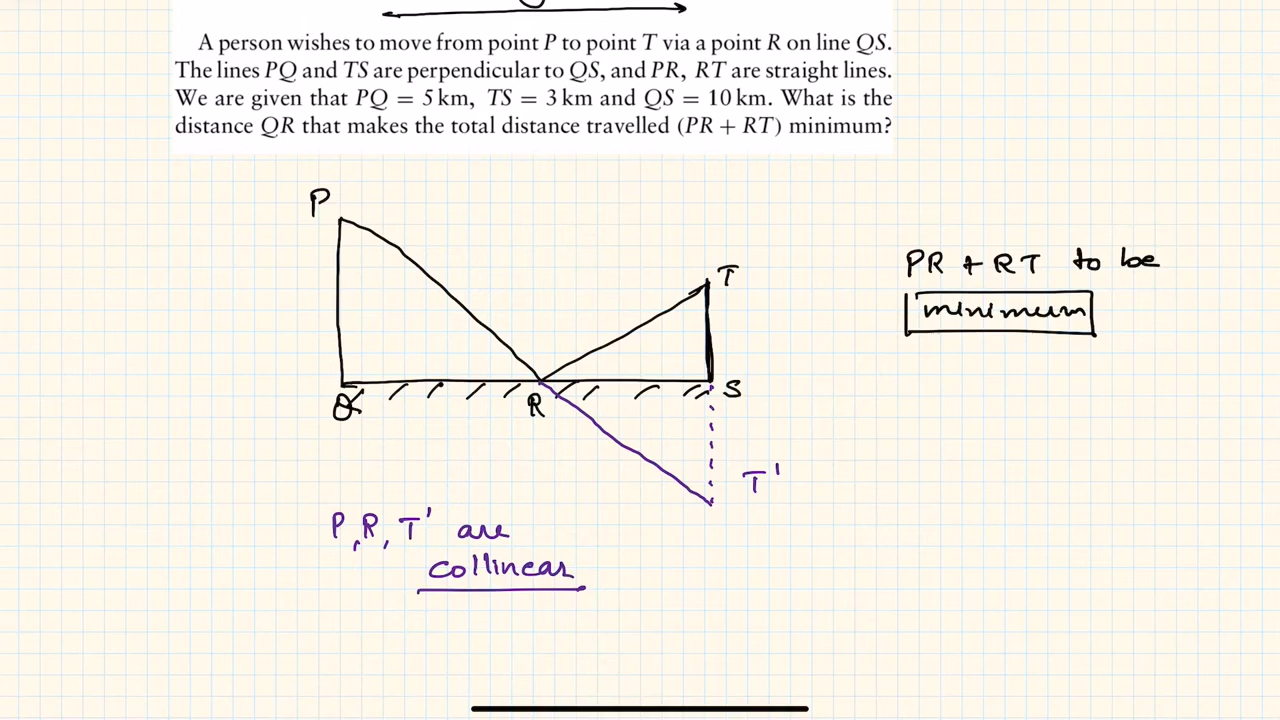 A person wishes to move from point P to point T via a point R on line QS.
The lines PQ and TS are perpendicular to QS, and PR, RT are straight lines.
We are given that PQ = 5 km, TS = 3 km and QS = 10 km. What is the
distance QR that makes the total distance travelled (PR + RT) minimum?
P
T
PR + RT to be
minimum
Q
R
S
T'
P, R, T' are
collinear